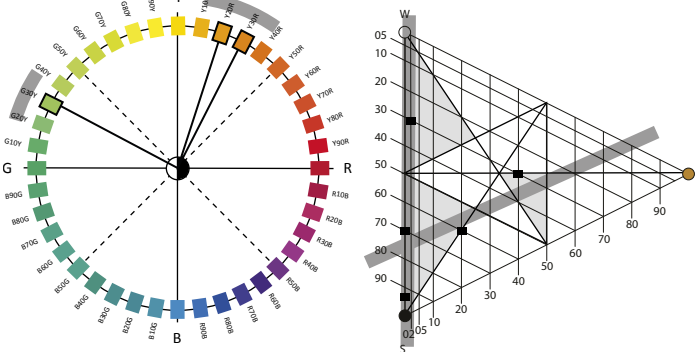 G80Y
G70Y
G60Y
G50Y
G40Y
G30Y
G20Y
G10Y
G
B90G
B80G
B70G
B60G
B50G
B40G
B30G
B20G
B10G
B
R90B
R80B
R70B
R60B
R50B
R40B
R30B
R20B
R10B
R
Y90R
Y80R
Y70R
Y60R
Y50R
Y40R
Y30R
Y20R
W
05
10
20
30
40
50
60
70
80
90
02
05
10
20
30
40
50
60
70
80
90